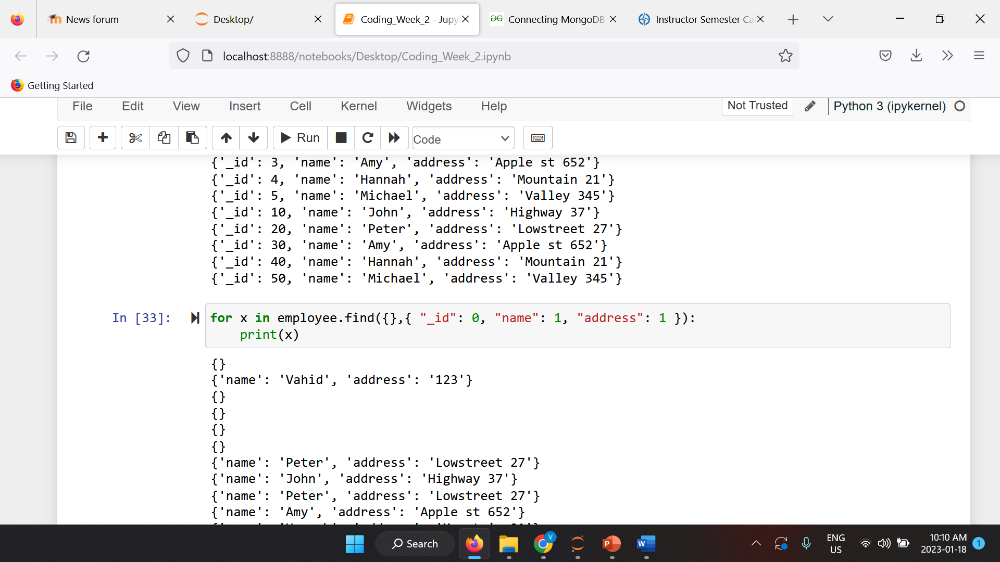 News forum
Desktop/
Coding_Week_2 - Jupy
Connecting MongoDB
Instructor Semester Cal
localhost:8888/notebooks/Desktop/Coding_Week_2.ipynb
Getting Started
File Edit View Insert Cell Kernel Widgets Help
Not Trusted
Python 3 (ipykernel)
Run
Code
{'_id': 3, 'name': 'Amy', 'address': 'Apple st 652'}
{'_id': 4, 'name': 'Hannah', 'address': 'Mountain 21'}
{'_id': 5, 'name': 'Michael', 'address': 'Valley 345'}
{'_id': 10, 'name': 'John', 'address': 'Highway 37'}
{'_id': 20, 'name': 'Peter', 'address': 'Lowstreet 27'}
{'_id': 30, 'name': 'Amy', 'address': 'Apple st 652'}
{'_id': 40, 'name': 'Hannah', 'address': 'Mountain 21'}
{'_id': 50, 'name': 'Michael', 'address': 'Valley 345'}
In [33]:
for x in employee.find({},{ "_id": 0, "name": 1, "address": 1 }):
    print(x)
{}
{'name': 'Vahid', 'address': '123'}
{}
{}
{}
{}
{'name': 'Peter', 'address': 'Lowstreet 27'}
{'name': 'John', 'address': 'Highway 37'}
{'name': 'Peter', 'address': 'Lowstreet 27'}
{'name': 'Amy', 'address': 'Apple st 652'}
Search
V
P
W
ENG
US
10:10 AM
2023-01-18
1